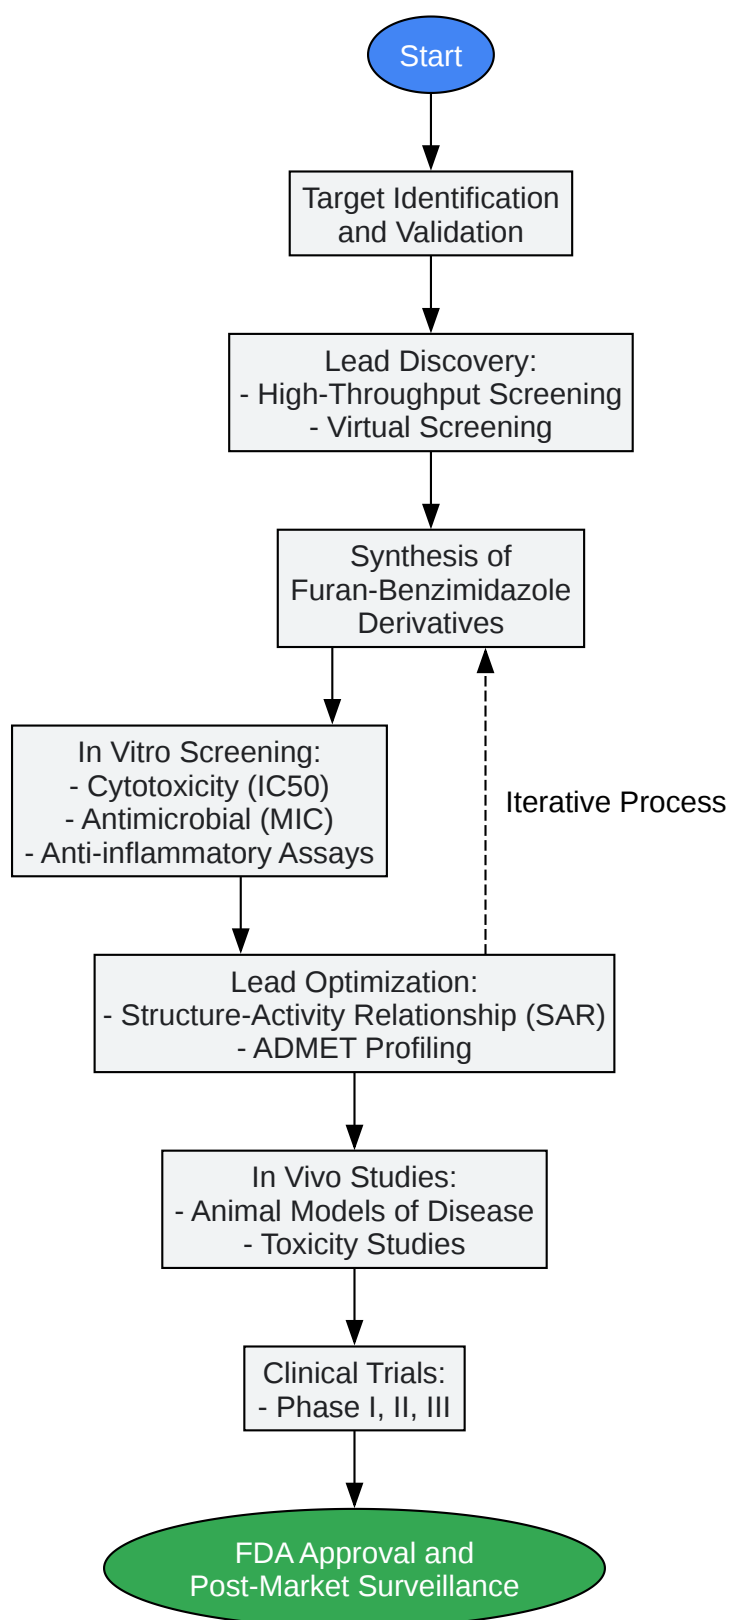 Start
Target Identification
and Validation
Lead Discovery:
- High-Throughput Screening
- Virtual Screening
Synthesis of
Furan-Benzimidazole
Derivatives
In Vitro Screening:
- Cytotoxicity (IC50)
- Antimicrobial (MIC)
- Anti-inflammatory Assays
Iterative Process
Lead Optimization:
- Structure-Activity Relationship (SAR)
- ADMET Profiling
In Vivo Studies:
- Animal Models of Disease
- Toxicity Studies
Clinical Trials:
- Phase I, II, III
FDA Approval and
Post-Market Surveillance